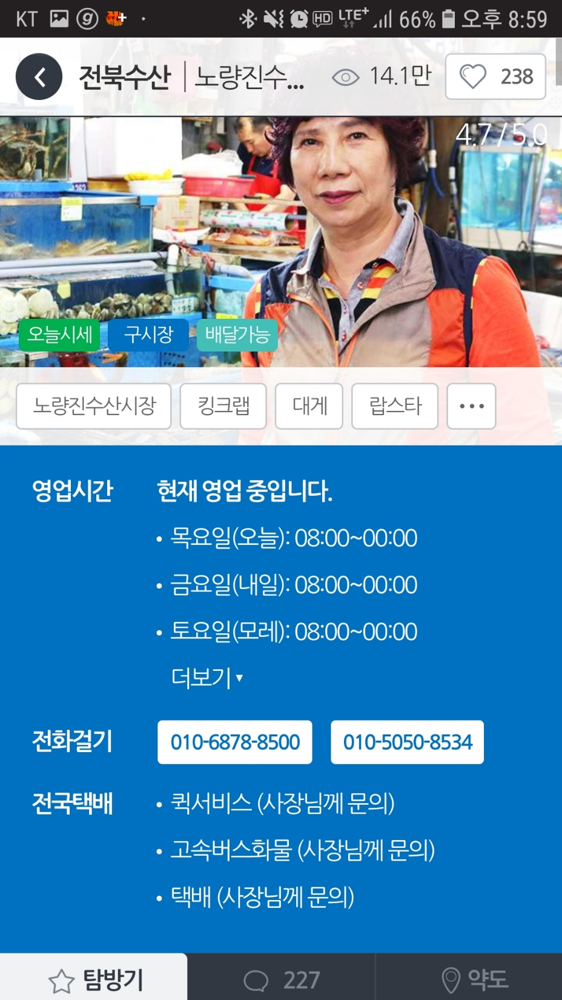 KT g HD LTE+ 66% 오후 8:59
전북수산 | 노량진수... 14.1만 238
4.7 / 5.0
오늘시세 구시장 배달가능
노량진수산시장 킹크랩 대게 랍스타 •••
영업시간 현재 영업 중입니다.
• 목요일(오늘): 08:00~00:00
• 금요일(내일): 08:00~00:00
• 토요일(모레): 08:00~00:00
더보기 ▾
전화걸기 010-6878-8500 010-5050-8534
전국택배 • 퀵서비스 (사장님께 문의)
• 고속버스화물 (사장님께 문의)
• 택배 (사장님께 문의)
탐방기 227 약도